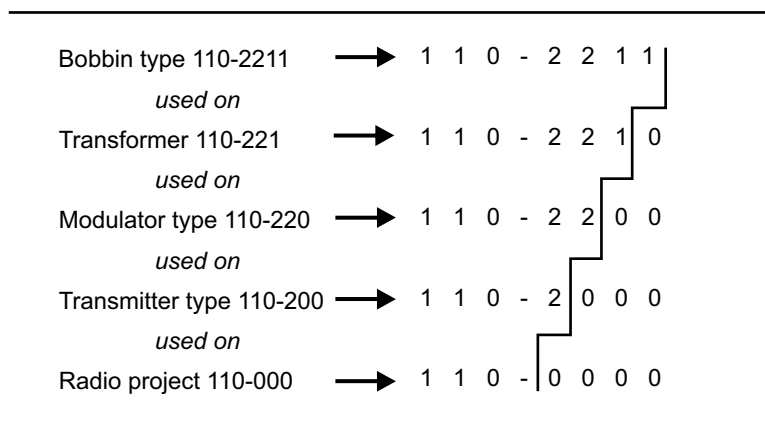 Bobbin type 110-2211 1 1 0 - 2 2 1 1
used on
Transformer 110-221 1 1 0 - 2 2 1 0
used on
Modulator type 110-220 1 1 0 - 2 2 0 0
used on
Transmitter type 110-200 1 1 0 - 2 0 0 0
used on
Radio project 110-000 1 1 0 - 0 0 0 0